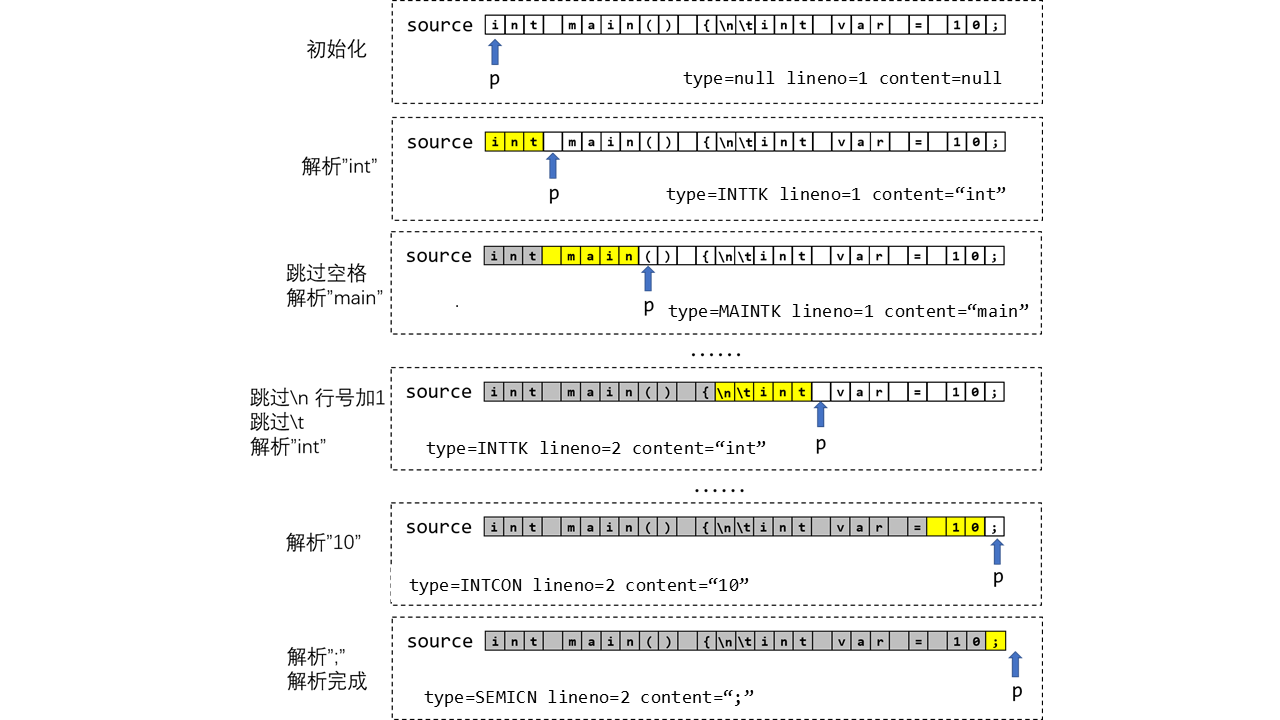 初始化
source i n t   m a i n ( )   { \n \t i n t   v a r   =   1 0 ;
p
type=null lineno=1 content=null
解析”int”
source i n t   m a i n ( )   { \n \t i n t   v a r   =   1 0 ;
p
type=INTTK lineno=1 content=“int”
跳过空格
解析”main”
source i n t   m a i n ( )   { \n \t i n t   v a r   =   1 0 ;
p
type=MAINTK lineno=1 content=“main”
......
跳过\n 行号加1
跳过\t
解析”int”
source i n t   m a i n ( )   { \n \t i n t   v a r   =   1 0 ;
p
type=INTTK lineno=2 content=“int”
......
解析”10”
source i n t   m a i n ( )   { \n \t i n t   v a r   =   1 0 ;
p
type=INTCON lineno=2 content=“10”
解析”;”
解析完成
source i n t   m a i n ( )   { \n \t i n t   v a r   =   1 0 ;
p
type=SEMICN lineno=2 content=“;”